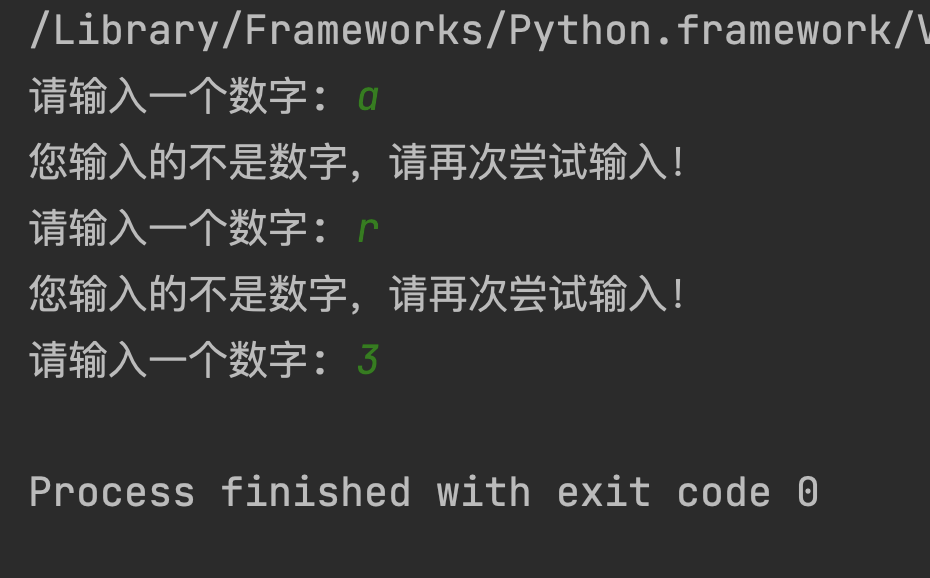 /Library/Frameworks/Python.framework/
请输入一个数字: a
您输入的不是数字, 请再次尝试输入!
请输入一个数字: r
您输入的不是数字, 请再次尝试输入!
请输入一个数字: 3
Process finished with exit code 0